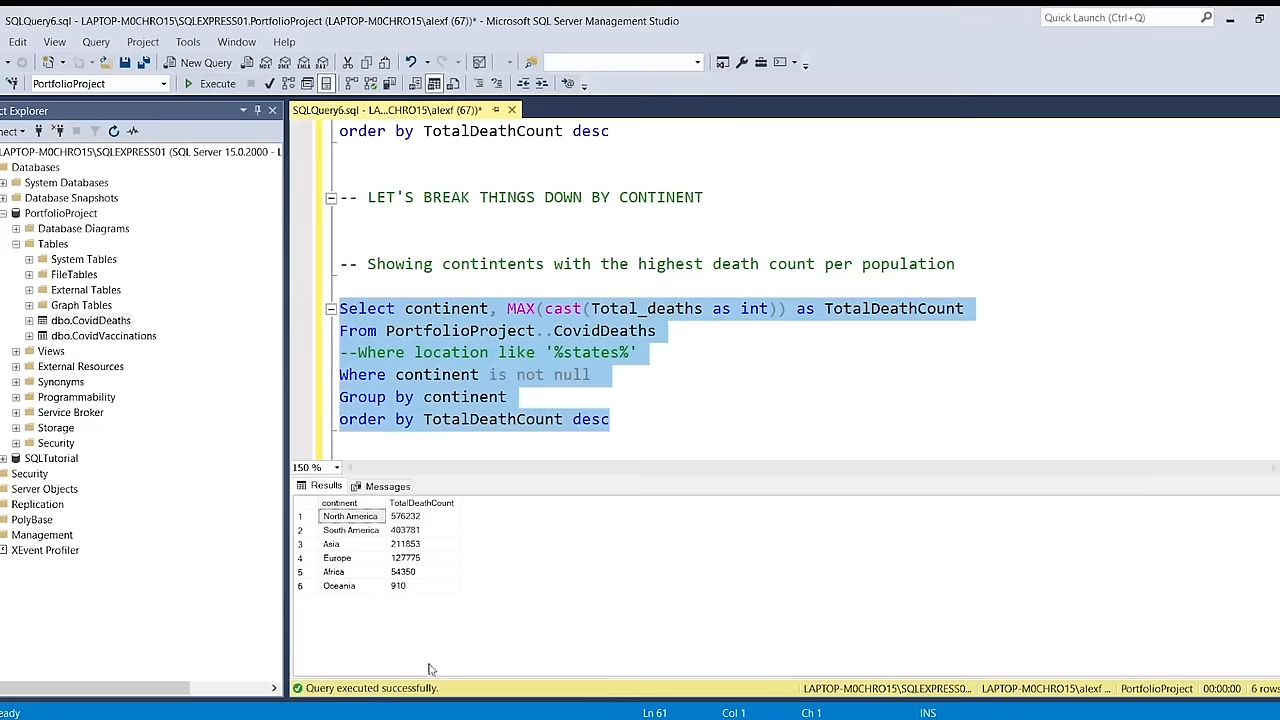 SQLQuery6.sql - LAPTOP-M0CHRO15\SQLEXPRESS01.PortfolioProject (LAPTOP-M0CHRO15\alexf (67))* - Microsoft SQL Server Management Studio
Quick Launch (Ctrl+Q)
Edit View Query Project Tools Window Help
New Query
MDX DMX XMLA DAX
PortfolioProject
Execute
ct Explorer
SQLQuery6.sql - LA...CHRO15\alexf (67))*
nect
LAPTOP-M0CHRO15\SQLEXPRESS01 (SQL Server 15.0.2000 - L
Databases
System Databases
Database Snapshots
PortfolioProject
Database Diagrams
Tables
System Tables
FileTables
External Tables
Graph Tables
dbo.CovidDeaths
dbo.CovidVaccinations
Views
External Resources
Synonyms
Programmability
Service Broker
Storage
Security
SQLTutorial
Security
Server Objects
Replication
PolyBase
Management
XEvent Profiler
order by TotalDeathCount desc
-- LET'S BREAK THINGS DOWN BY CONTINENT
-- Showing contintents with the highest death count per population
Select continent, MAX(cast(Total_deaths as int)) as TotalDeathCount
From PortfolioProject..CovidDeaths
--Where location like '%states%'
Where continent is not null
Group by continent
order by TotalDeathCount desc
150 %
Results Messages
continent TotalDeathCount
1 North America 576232
2 South America 403781
3 Asia 211853
4 Europe 127775
5 Africa 54350
6 Oceania 910
Query executed successfully.
LAPTOP-M0CHRO15\SQLEXPRESS0... LAPTOP-M0CHRO15\alexf ... PortfolioProject 00:00:00 6 rows
eady
Ln 61 Col 1 Ch 1 INS